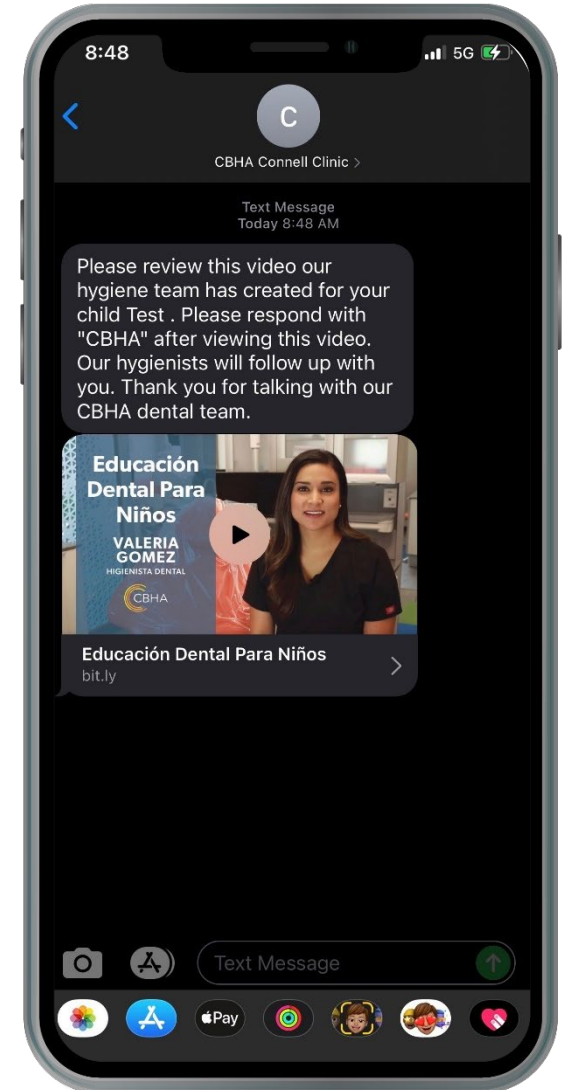 8:48
5G
C
CBHA Connell Clinic >
Text Message
Today 8:48 AM
Please review this video our
hygiene team has created for your
child Test . Please respond with
"CBHA" after viewing this video.
Our hygienists will follow up with
you. Thank you for talking with our
CBHA dental team.
Educación
Dental Para
Niños
VALERIA
GOMEZ
HIGIENISTA DENTAL
CBHA
Educación Dental Para Niños
bit.ly
Text Message
Pay